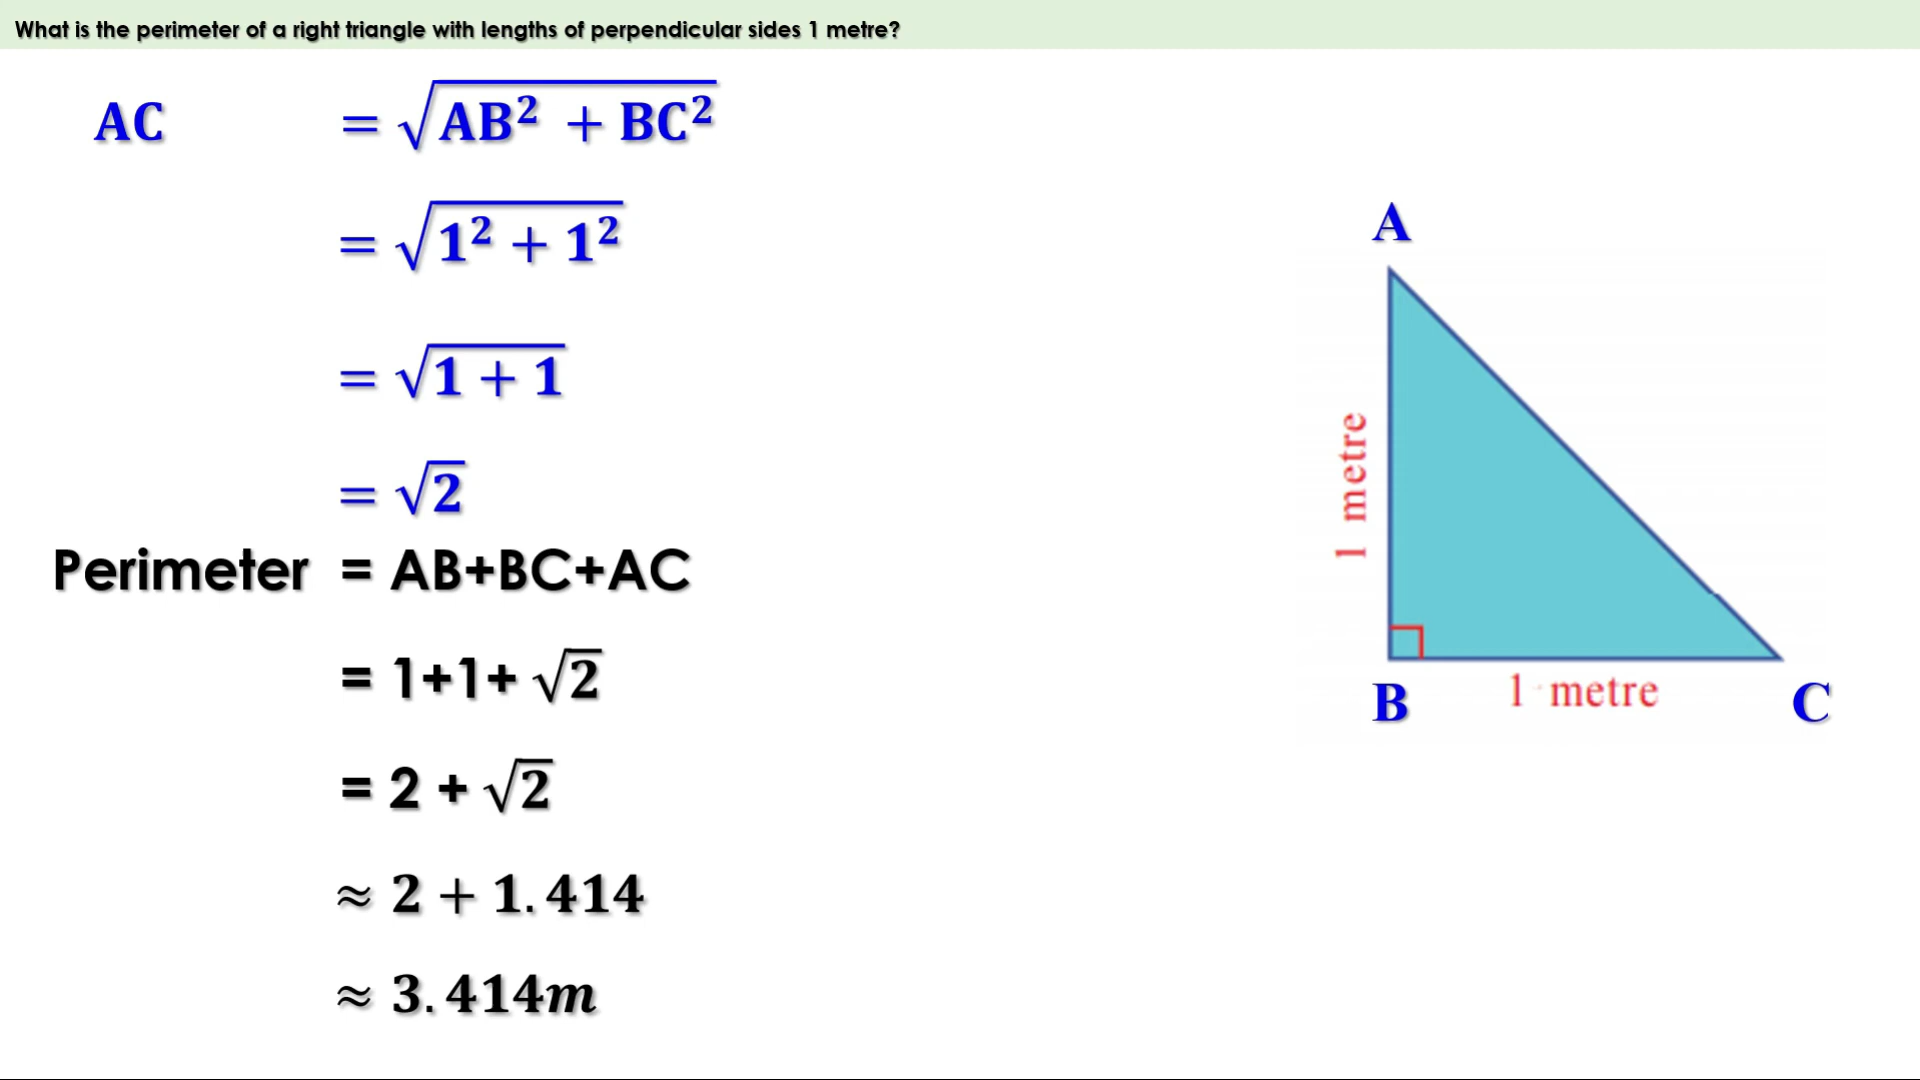 What is the perimeter of a right triangle with lengths of perpendicular sides 1 metre?
AC = √(AB² + BC²)
= √(1² + 1²)
= √(1 + 1)
= √2
Perimeter = AB+BC+AC
= 1+1+ √2
= 2 + √2
≈ 2 + 1.414
≈ 3.414m
A
1 metre
B
1 metre
C